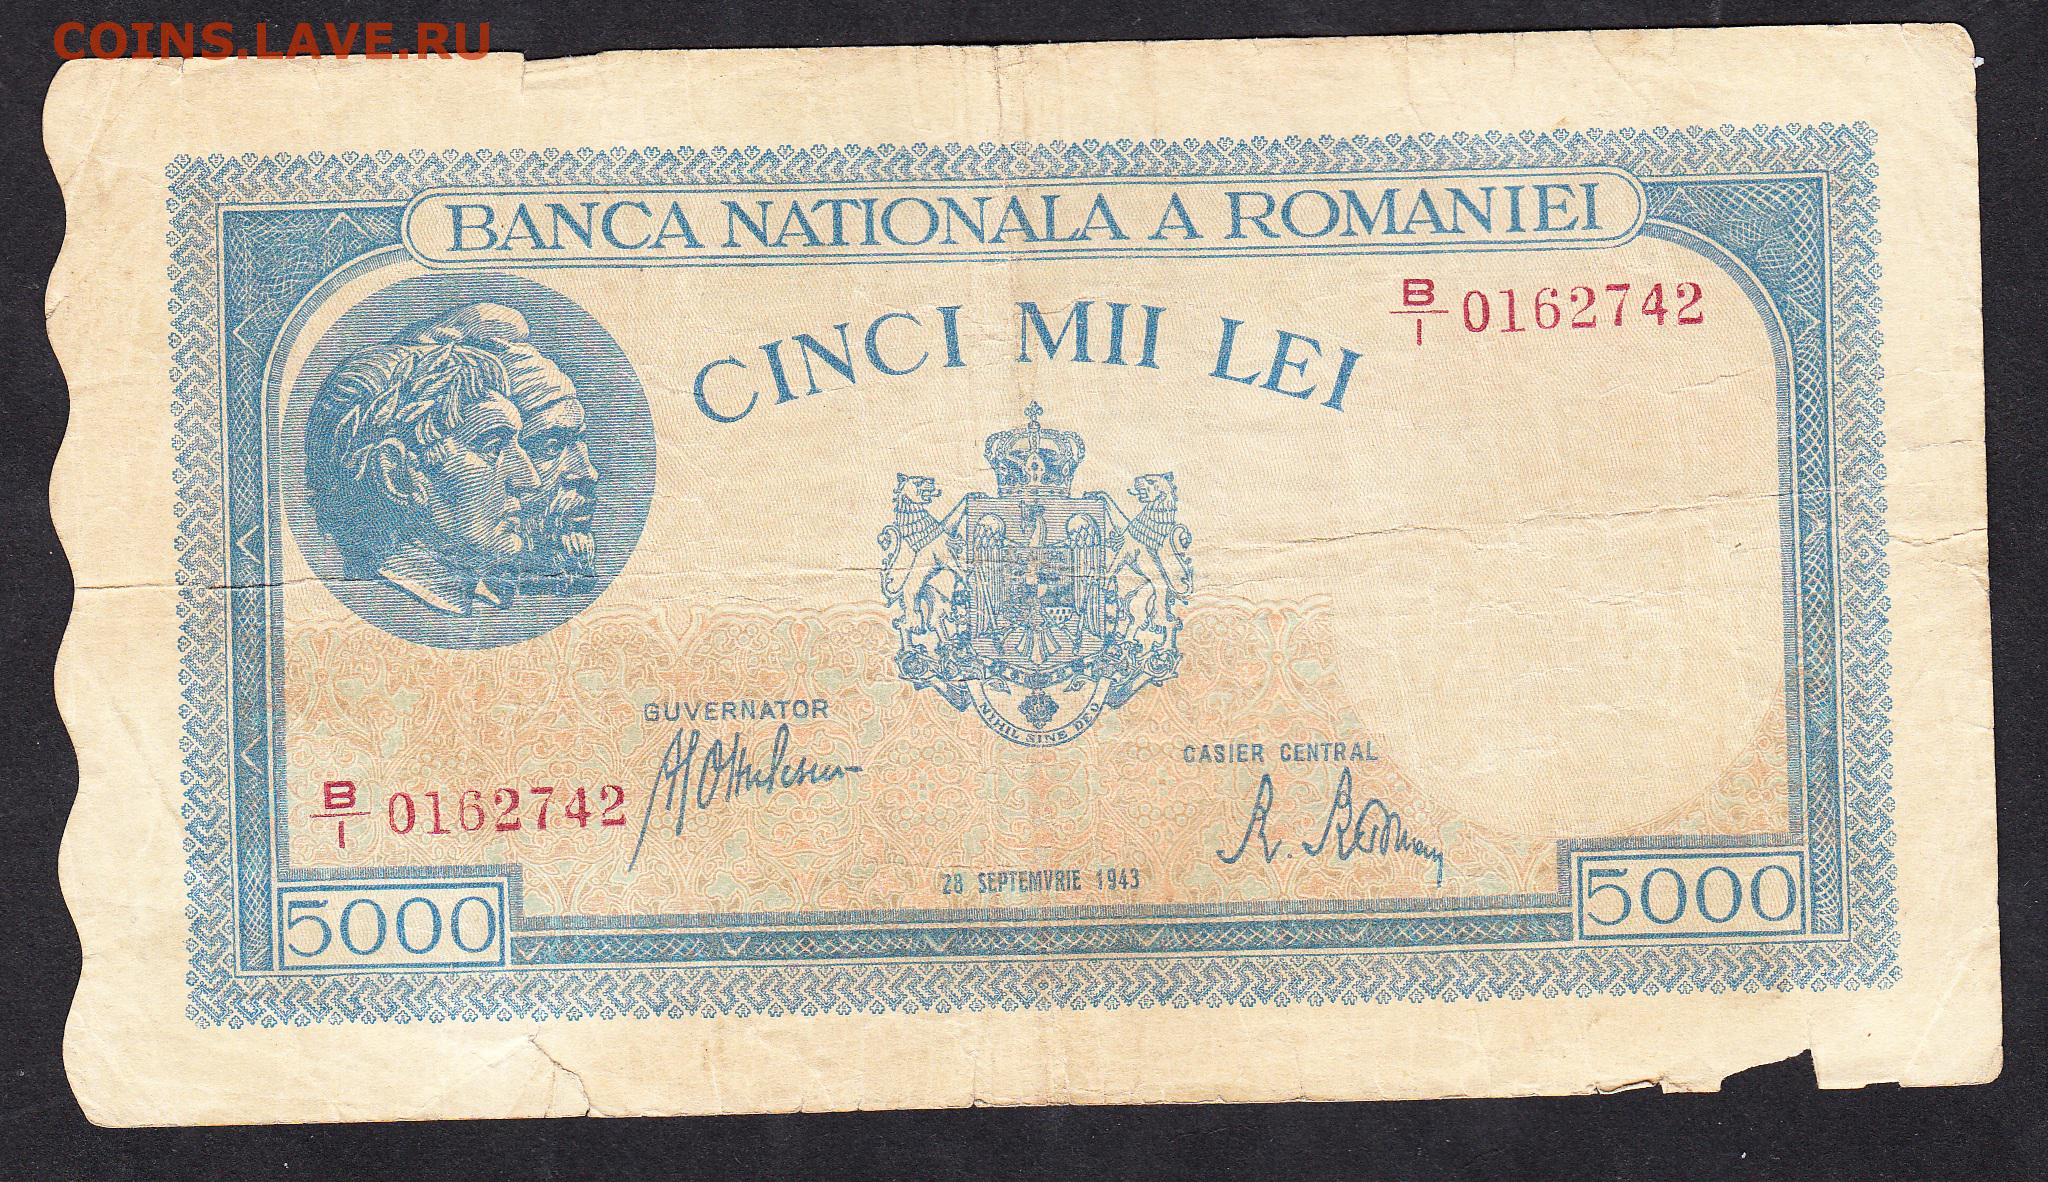 COINS.LAVE.RU
BANCA NATIONALA A ROMANIEI
CINCI MII LEI
B/I 0162742
NIHIL SINE DEO
GUVERNATOR
CASIER CENTRAL
B/I 0162742
28 SEPTEMVRIE 1943
5000
5000